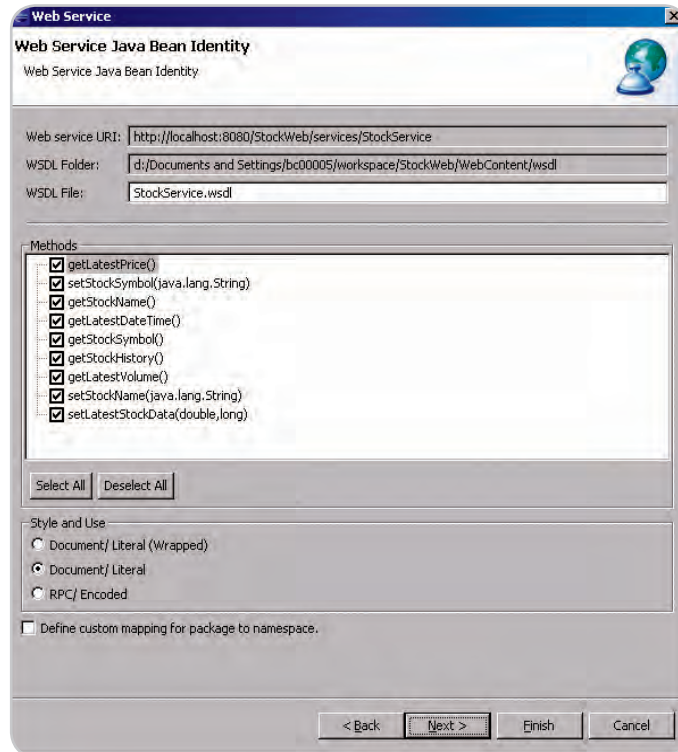 Web Service
Web Service Java Bean Identity
Web Service Java Bean Identity
Web service URI: http://localhost:8080/StockWeb/services/StockService
WSDL Folder: d:/Documents and Settings/bc00005/workspace/StockWeb/WebContent/wsdl
WSDL File: StockService.wsdl
Methods
getLatestPrice()
setStockSymbol(java.lang.String)
getStockName()
getLatestDateTime()
getStockSymbol()
getStockHistory()
getLatestVolume()
setStockName(java.lang.String)
setLatestStockData(double,long)
Select All Deselect All
Style and Use
Document/ Literal (Wrapped)
Document/ Literal
RPC/ Encoded
Define custom mapping for package to namespace.
< Back Next > Finish Cancel